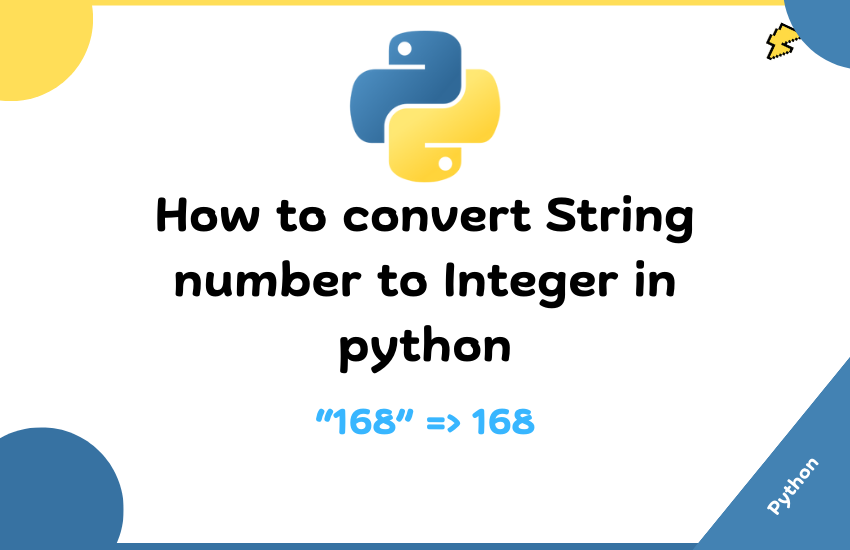 How to convert String
number to Integer in
python
"168" => 168
Python